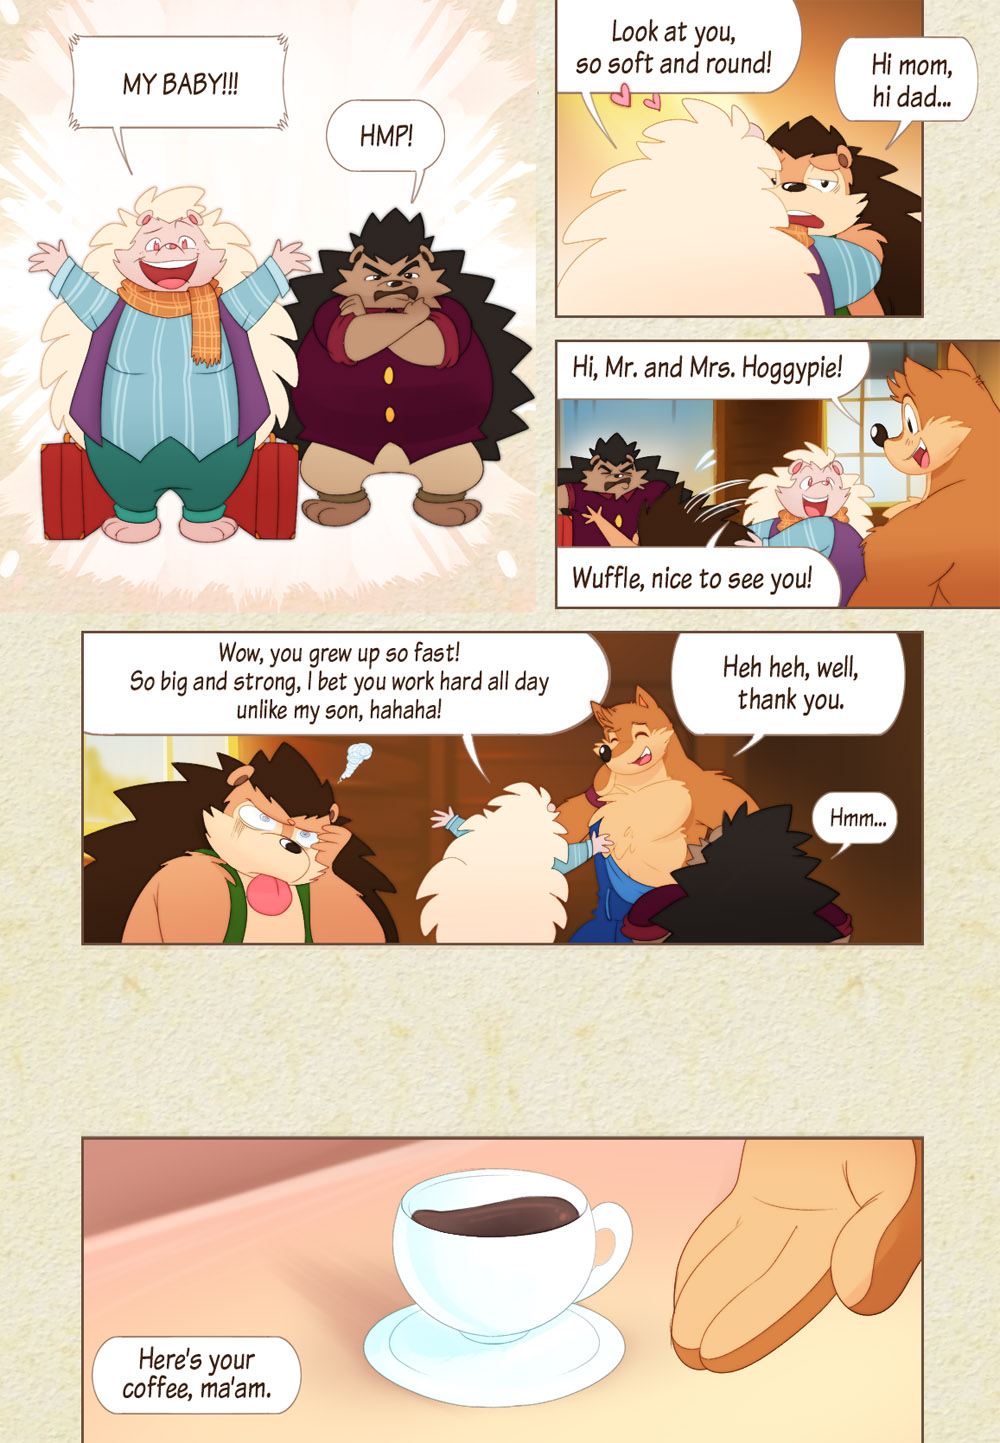 MY BABY!!!
HMP!
Look at you,
so soft and round!
Hi mom,
hi dad...
Hi, Mr. and Mrs. Hoggypie!
Wuffle, nice to see you!
Wow, you grew up so fast!
So big and strong, I bet you work hard all day
unlike my son, hahaha!
Heh heh, well,
thank you.
Hmm...
Here's your
coffee, ma'am.